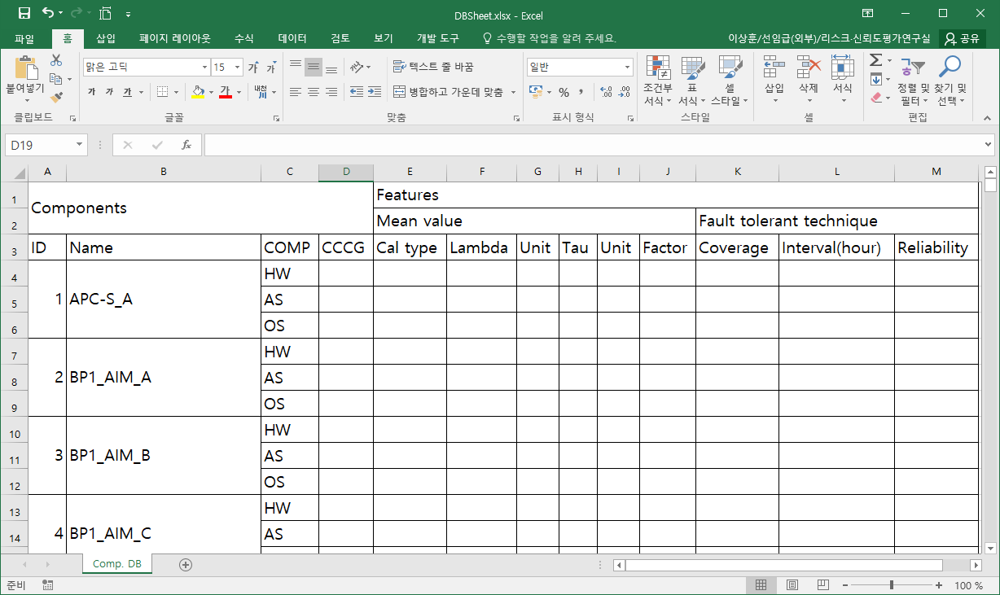 DBSheet.xlsx - Excel
파일 홈 삽입 페이지 레이아웃 수식 데이터 검토 보기 개발 도구 수행할 작업을 알려 주세요. 이상훈/선임급(외부)/리스크·신뢰도평가연구실 공유
맑은 고딕 15 가 가 텍스트 줄 바꿈 일반
붙여넣기 가 가 가 가 내천 병합하고 가운데 맞춤 % , .0 .00 .00 .0 조건부 서식 표 서식 셀 스타일 삽입 삭제 서식 Σ 정렬 및 필터 찾기 및 선택
클립보드 글꼴 맞춤 표시 형식 스타일 셀 편집
D19 fx
A B C D E F G H I J K L M
1 Components Features
2 Mean value Fault tolerant technique
3 ID Name COMP CCCG Cal type Lambda Unit Tau Unit Factor Coverage Interval(hour) Reliability
4 HW
5 1 APC-S_A AS
6 OS
7 HW
8 2 BP1_AIM_A AS
9 OS
10 HW
11 3 BP1_AIM_B AS
12 OS
13 HW
14 4 BP1_AIM_C AS
Comp. DB
준비 100 %